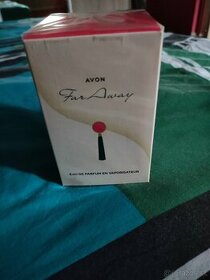 AVON
Far Away
EAU DE PARFUM EN VAPORISATEUR